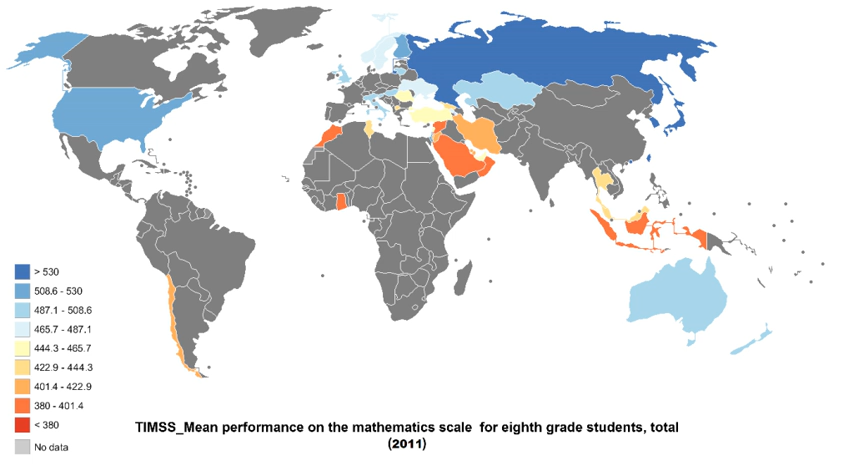 > 530
508.6 - 530
487.1 - 508.6
465.7 - 487.1
444.3 - 465.7
422.9 - 444.3
401.4 - 422.9
380 - 401.4
< 380
No data
TIMSS_Mean performance on the mathematics scale for eighth grade students, total
(2011)